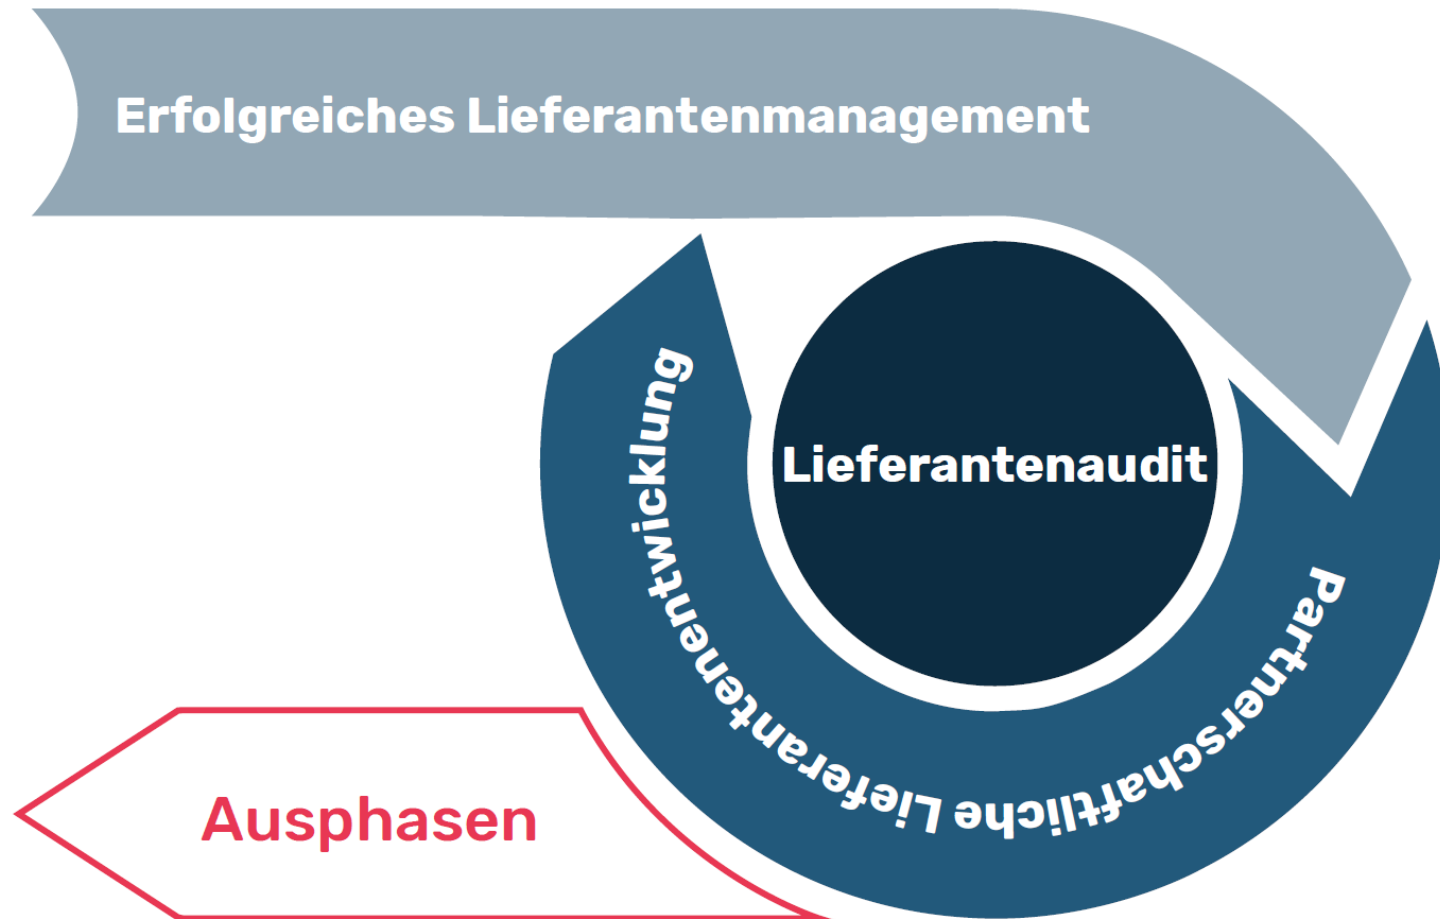 Erfolgreiches Lieferantenmanagement
Lieferantenaudit
Partnerschaftliche Lieferantenentwicklung
Ausphasen